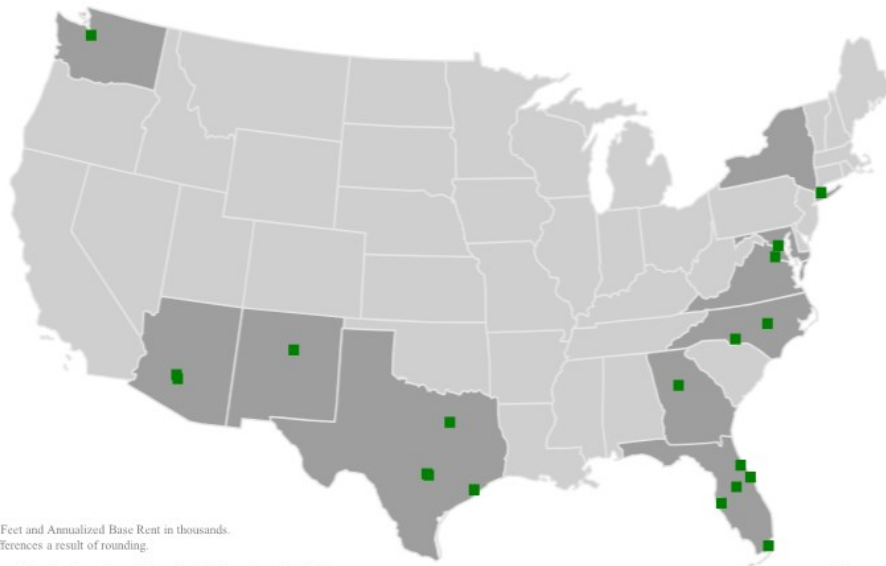 Feet and Annualized Base Rent in thousands.
ferences a result of rounding.